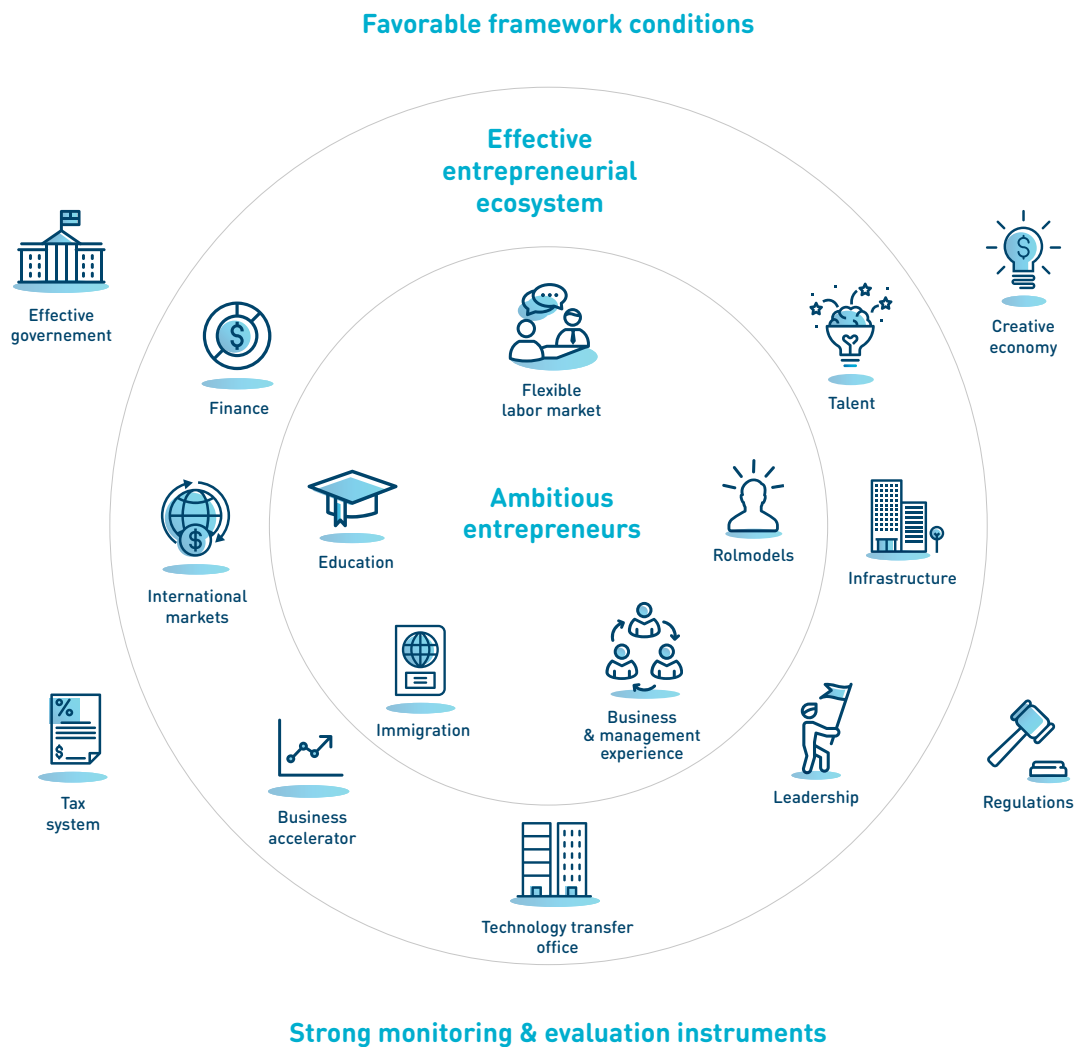 Favorable framework conditions
Effective
entrepreneurial
ecosystem
Effective
governement
Creative
economy
Finance
Flexible
labor market
Talent
Ambitious
entrepreneurs
Education
Rolmodels
International
markets
Infrastructure
Immigration
Business
& management
experience
Tax
system
Business
accelerator
Leadership
Regulations
Technology transfer
office
Strong monitoring & evaluation instruments